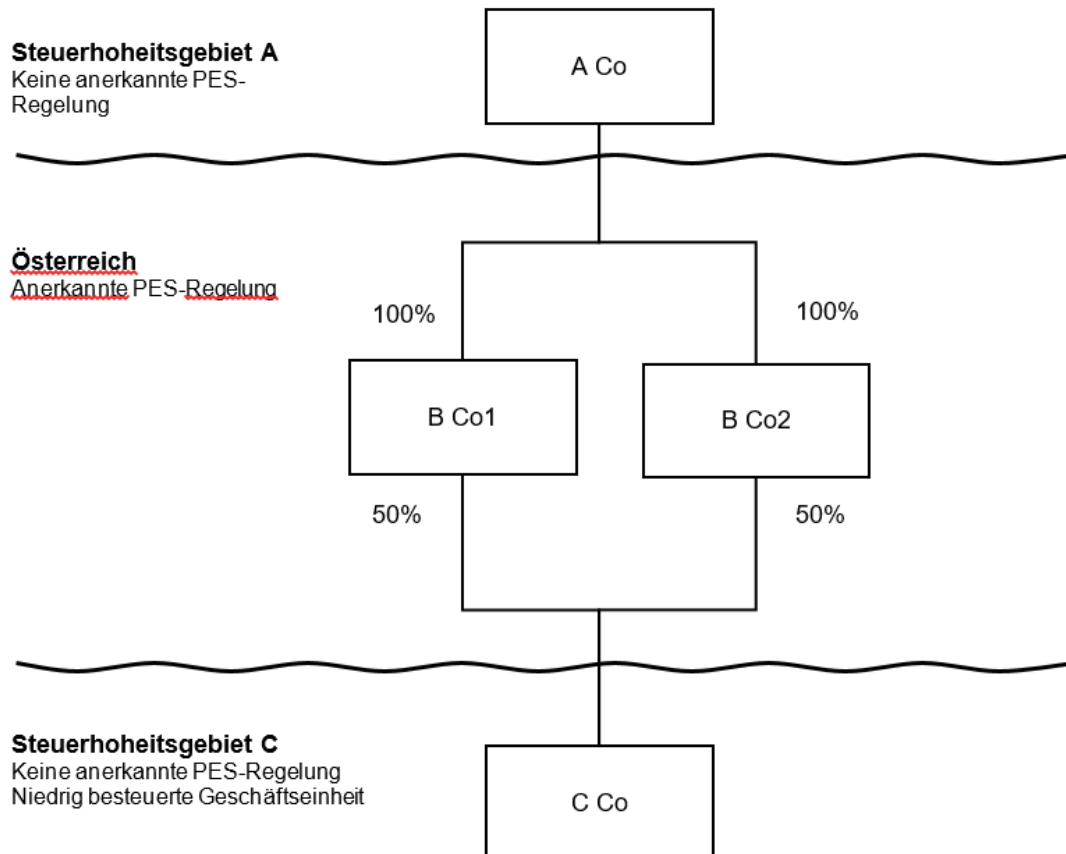 Steuerhoheitsgebiet A
Keine anerkannte PES-
Regelung
A Co
Österreich
Anerkannte PES-Regelung
100%
100%
B Co1
B Co2
50%
50%
Steuerhoheitsgebiet C
Keine anerkannte PES-Regelung
Niedrig besteuerte Geschäftseinheit
C Co